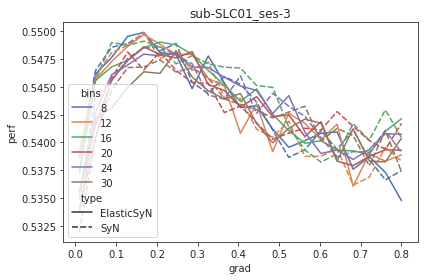 sub-SLC01_ses-3
perf
0.5500
0.5475
0.5450
0.5425
0.5400
0.5375
0.5350
0.5325
bins
8
12
16
20
24
30
type
ElasticSyN
SyN
0.0 0.1 0.2 0.3 0.4 0.5 0.6 0.7 0.8
grad